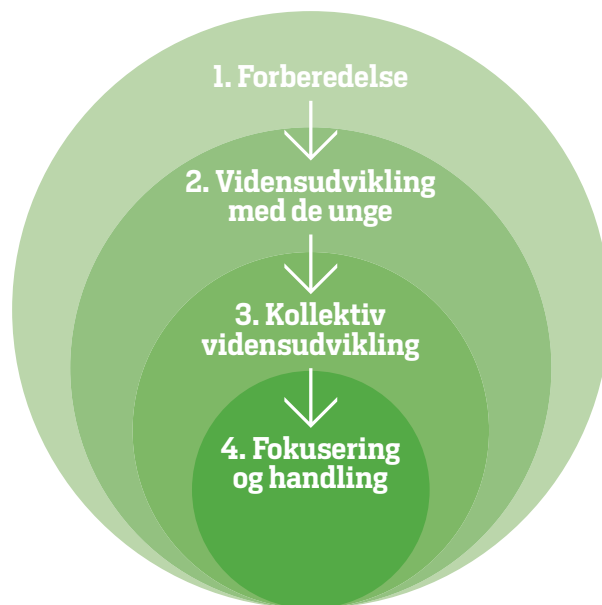 1. Forberedelse
2. Vidensudvikling
med de unge
3. Kollektiv
vidensudvikling
4. Fokusering
og handling